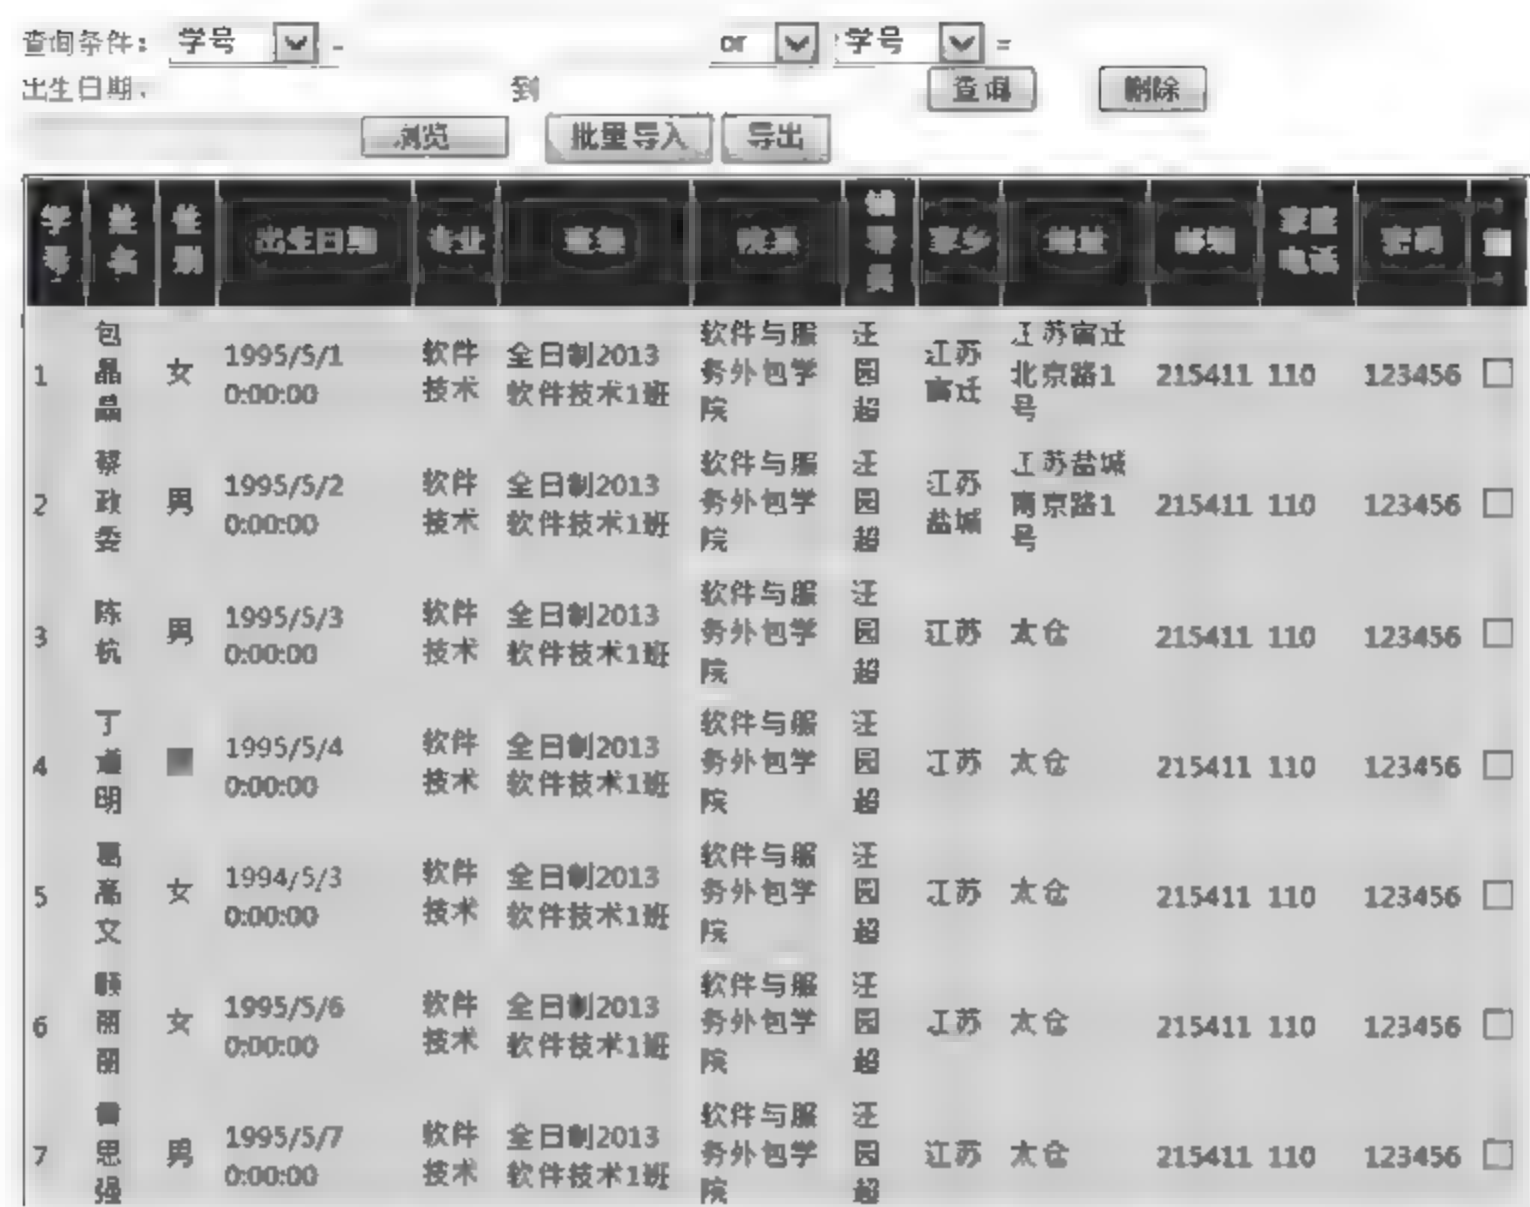 查询条件: 学号 = or 学号 =
出生日期: 到 查询 删除
浏览 批量导入 导出
学号 姓名 性别 出生日期 专业 院系 辅导员 家乡 地址 邮编 家庭电话 密码
1 包晶晶 女 1995/5/1 0:00:00 软件技术 全日制2013软件技术1班 软件与服务外包学院 汪园超 江苏 江苏宿迁北京路1号 215411 110 123456
2 蔡政委 男 1995/5/2 0:00:00 软件技术 全日制2013软件技术1班 软件与服务外包学院 汪园超 江苏盐城 江苏盐城南京路1号 215411 110 123456
3 陈杭 男 1995/5/3 0:00:00 软件技术 全日制2013软件技术1班 软件与服务外包学院 汪园超 江苏 太仓 215411 110 123456
4 丁 明 1995/5/4 0:00:00 软件技术 全日制2013软件技术1班 软件与服务外包学院 汪园超 江苏 太仓 215411 110 123456
5 葛高文 女 1994/5/3 0:00:00 软件技术 全日制2013软件技术1班 软件与服务外包学院 汪园超 江苏 太仓 215411 110 123456
6 顾丽丽 女 1995/5/6 0:00:00 软件技术 全日制2013软件技术1班 软件与服务外包学院 汪园超 江苏 太仓 215411 110 123456
7 思强 男 1995/5/7 0:00:00 软件技术 全日制2013软件技术1班 软件与服务外包学院 汪园超 江苏 太仓 215411 110 123456